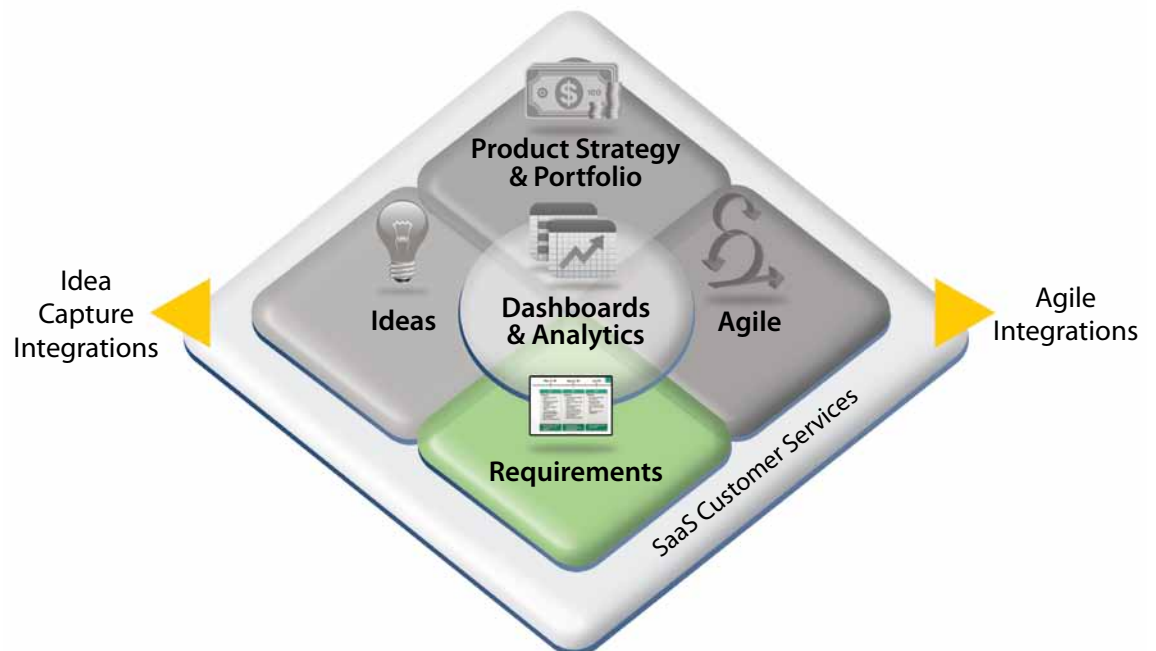 Product Strategy
& Portfolio
Ideas
Dashboards
& Analytics
Agile
Idea
Capture
Integrations
Agile
Integrations
Requirements
SaaS Customer Services